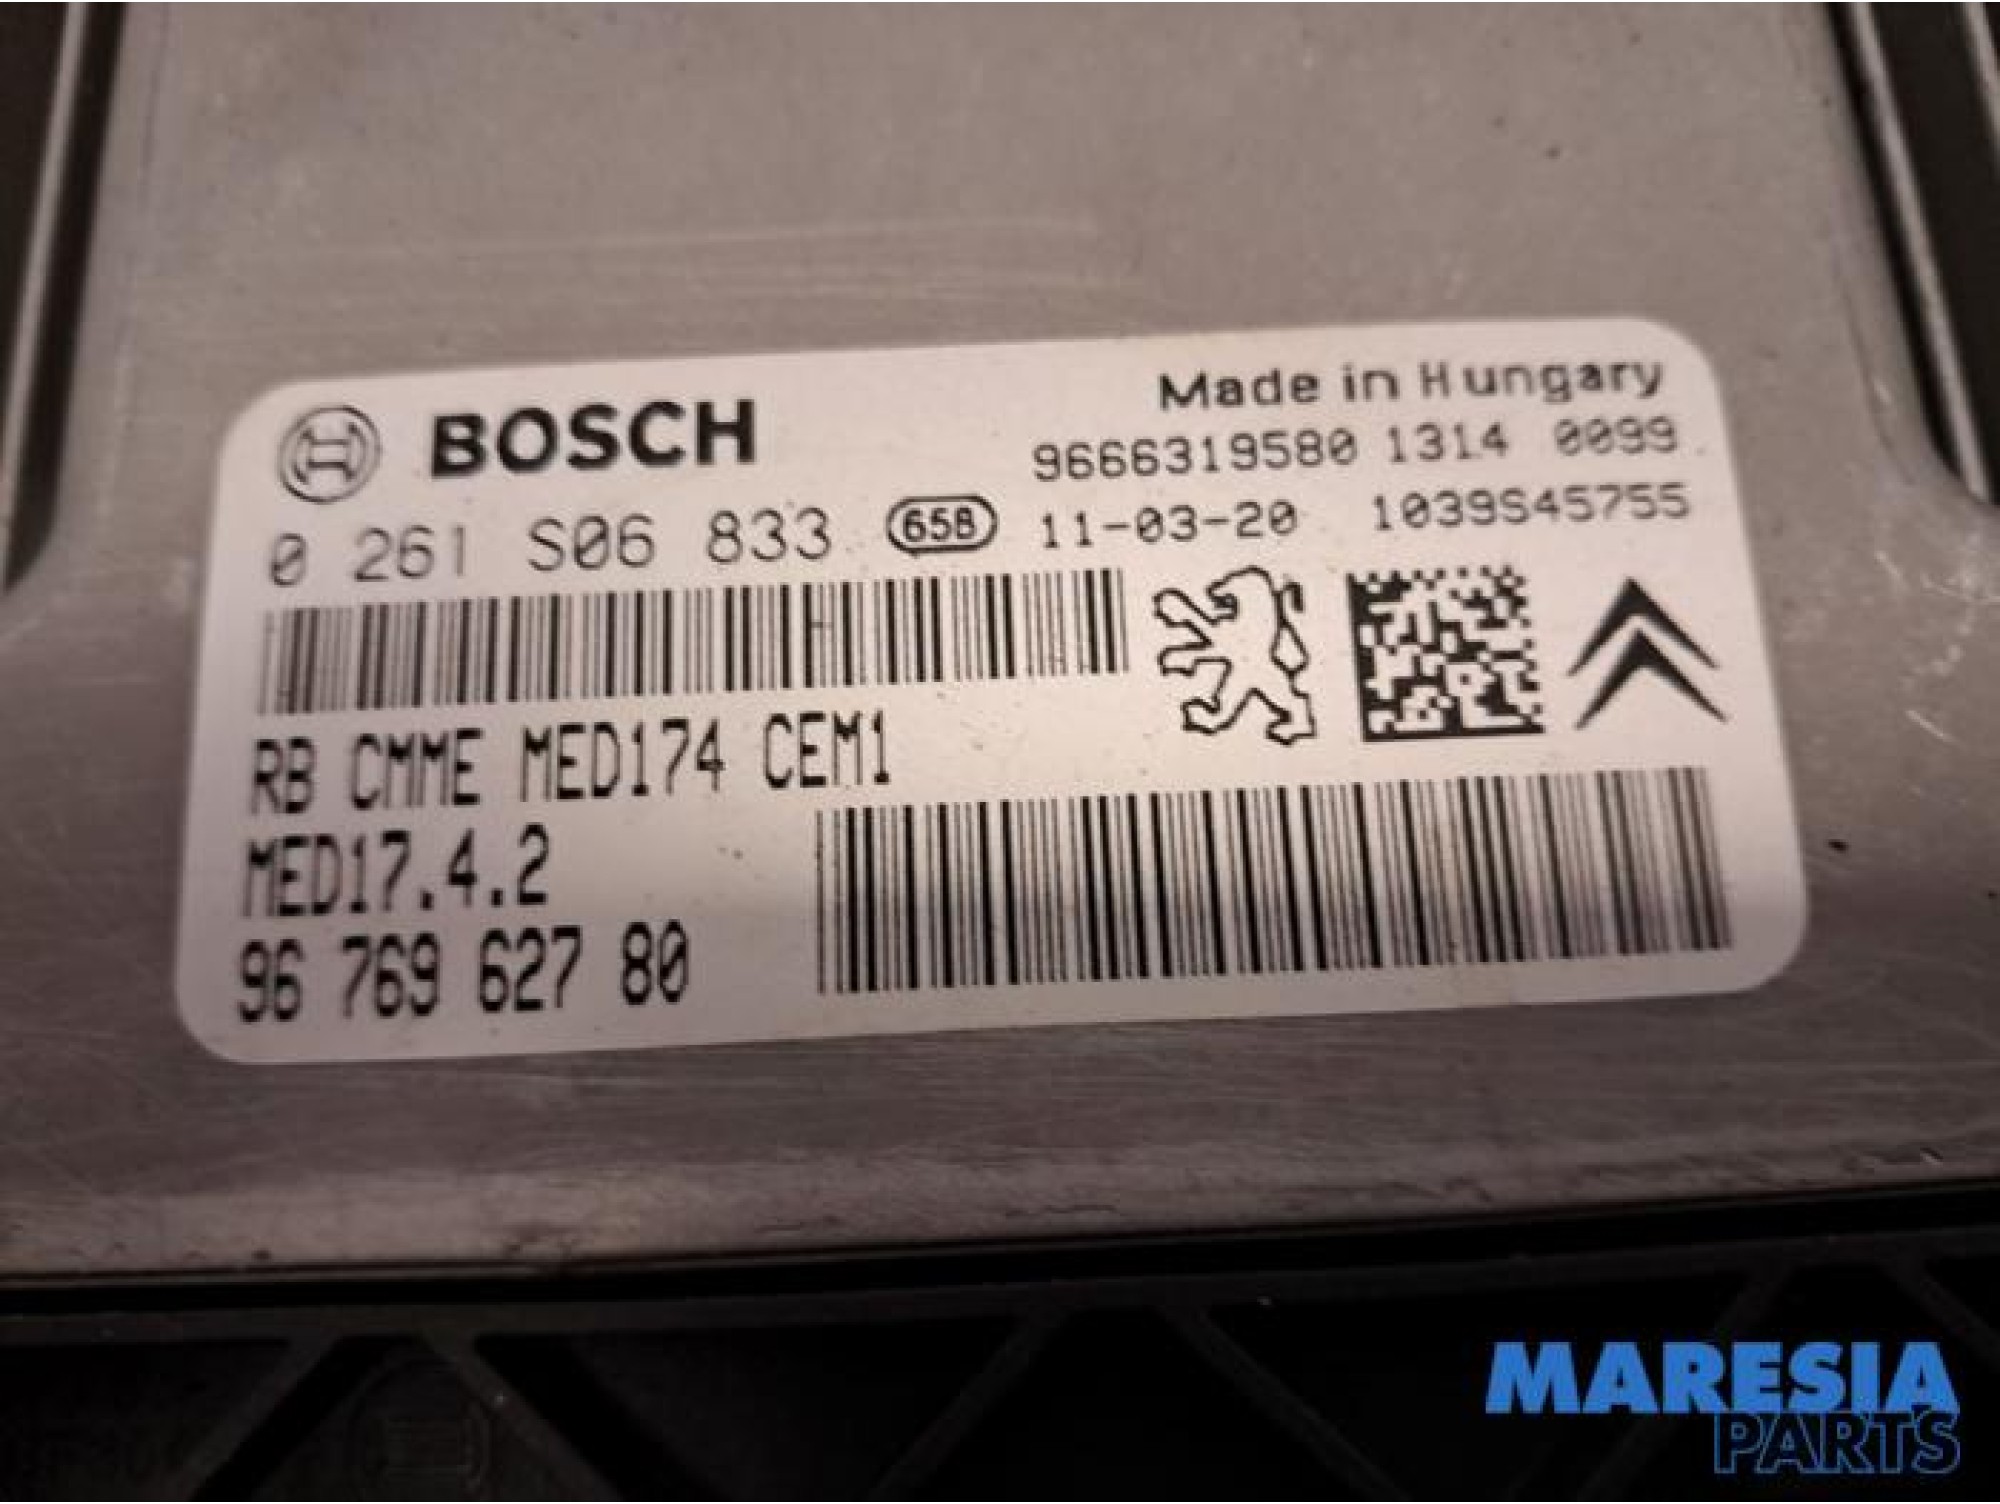 BOSCH
Made in Hungary
9666319580 1314 0099
0 261 S06 833 658 11-03-20 1039S45755
RB CMME MED174 CEM1
MED17.4.2
96 769 627 80
MARESIA
PARTS